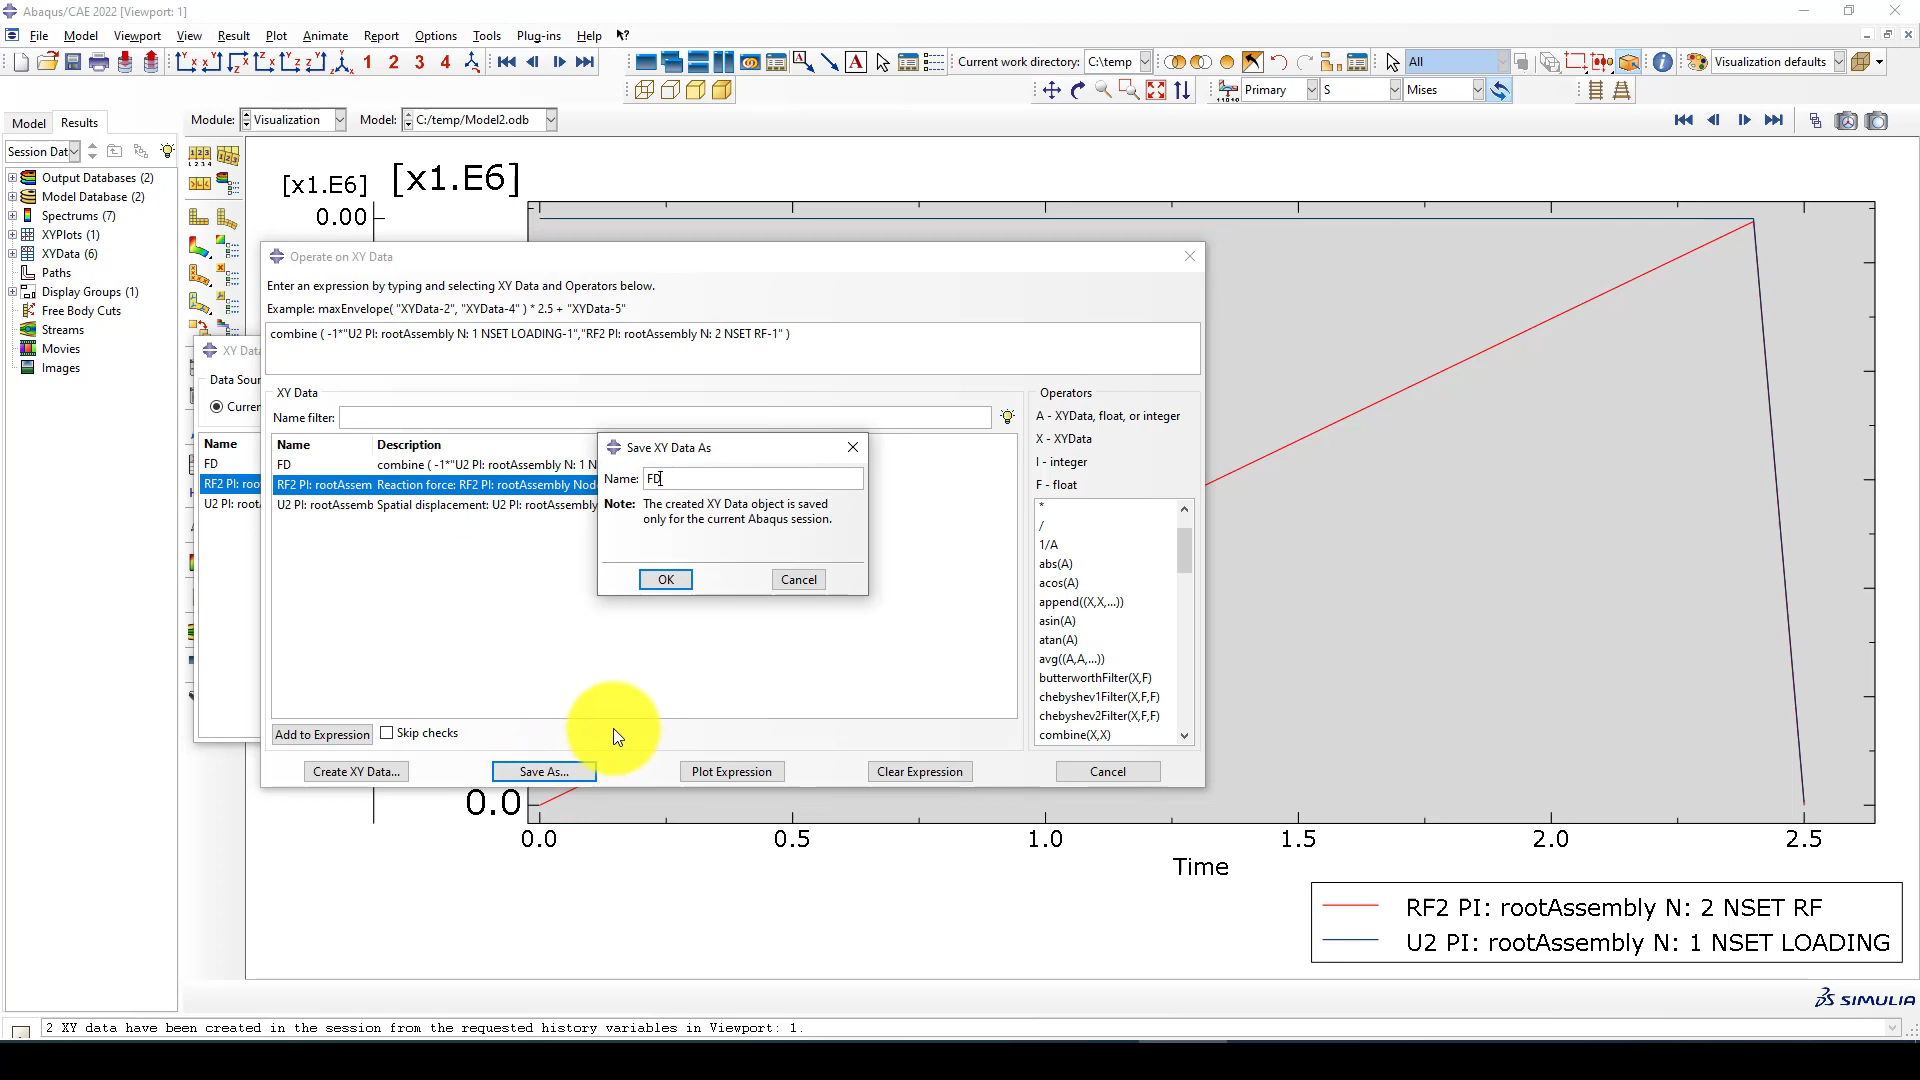 Abaqus/CAE 2022 [Viewport: 1]
File Model Viewport View Result Plot Animate Report Options Tools Plug-ins Help
1 2 3 4 Current work directory: C:\temp All Visualization defaults
Primary S Mises
Model Results Module: Visualization Model: C:/temp/Model2.odb
Session Dat
Output Databases (2)
Model Database (2)
Spectrums (7)
XYPlots (1)
XYData (6)
Paths
Display Groups (1)
Free Body Cuts
Streams
Movies
Images
[x1.E6] [x1.E6]
0.00
XY Data
Data Sour
Curren
Name
FD
RF2 PI: root
U2 PI: root
Operate on XY Data
Enter an expression by typing and selecting XY Data and Operators below.
Example: maxEnvelope( "XYData-2", "XYData-4" ) * 2.5 + "XYData-5"
combine ( -1*"U2 PI: rootAssembly N: 1 NSET LOADING-1","RF2 PI: rootAssembly N: 2 NSET RF-1" )
XY Data
Name filter:
Name Description
FD combine ( -1*"U2 PI: rootAssembly N: 1 N
RF2 PI: rootAssem Reaction force: RF2 PI: rootAssembly Node
U2 PI: rootAssemb Spatial displacement: U2 PI: rootAssembly
Save XY Data As
Name: FD
Note: The created XY Data object is saved
only for the current Abaqus session.
OK Cancel
Operators
A - XYData, float, or integer
X - XYData
I - integer
F - float
*
/
1/A
abs(A)
acos(A)
append((X,X,...))
asin(A)
atan(A)
avg((A,A,...))
butterworthFilter(X,F)
chebyshev1Filter(X,F,F)
chebyshev2Filter(X,F,F)
combine(X,X)
Add to Expression Skip checks
Create XY Data... Save As... Plot Expression Clear Expression Cancel
0.0
0.0 0.5 1.0 1.5 2.0 2.5
Time
RF2 PI: rootAssembly N: 2 NSET RF
U2 PI: rootAssembly N: 1 NSET LOADING
SIMULIA
2 XY data have been created in the session from the requested history variables in Viewport: 1.